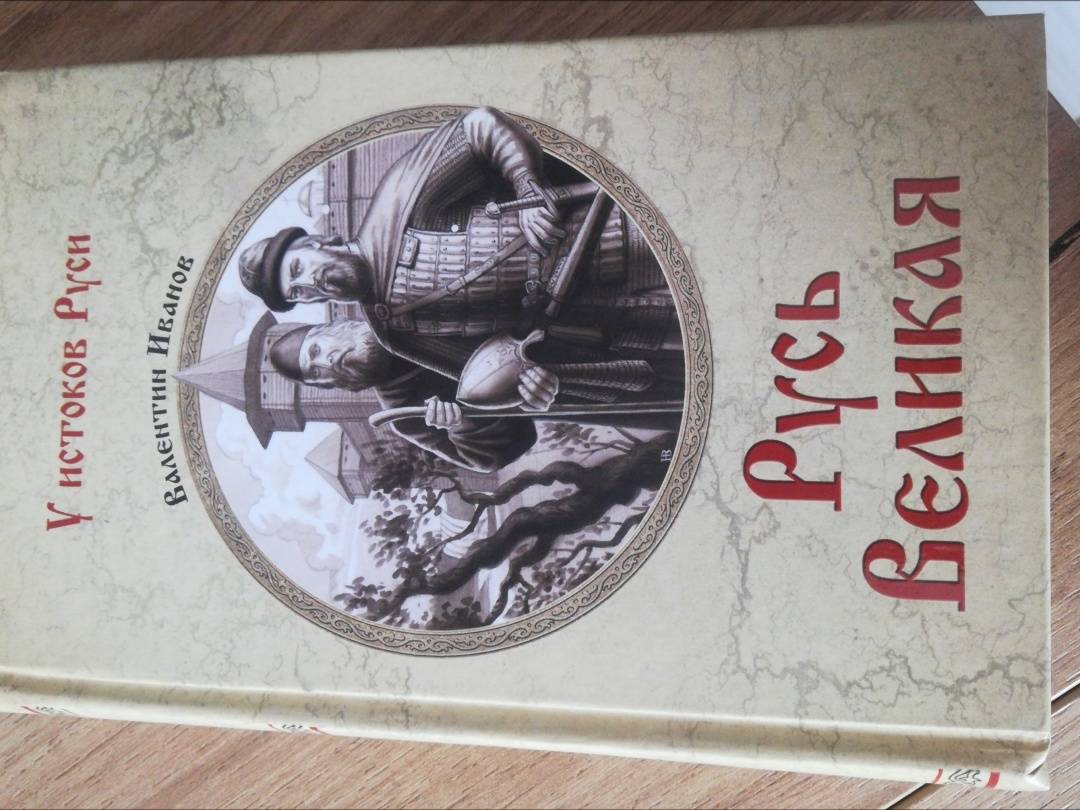 У истоков Руси
Валентин Иванов
Русь
Великая